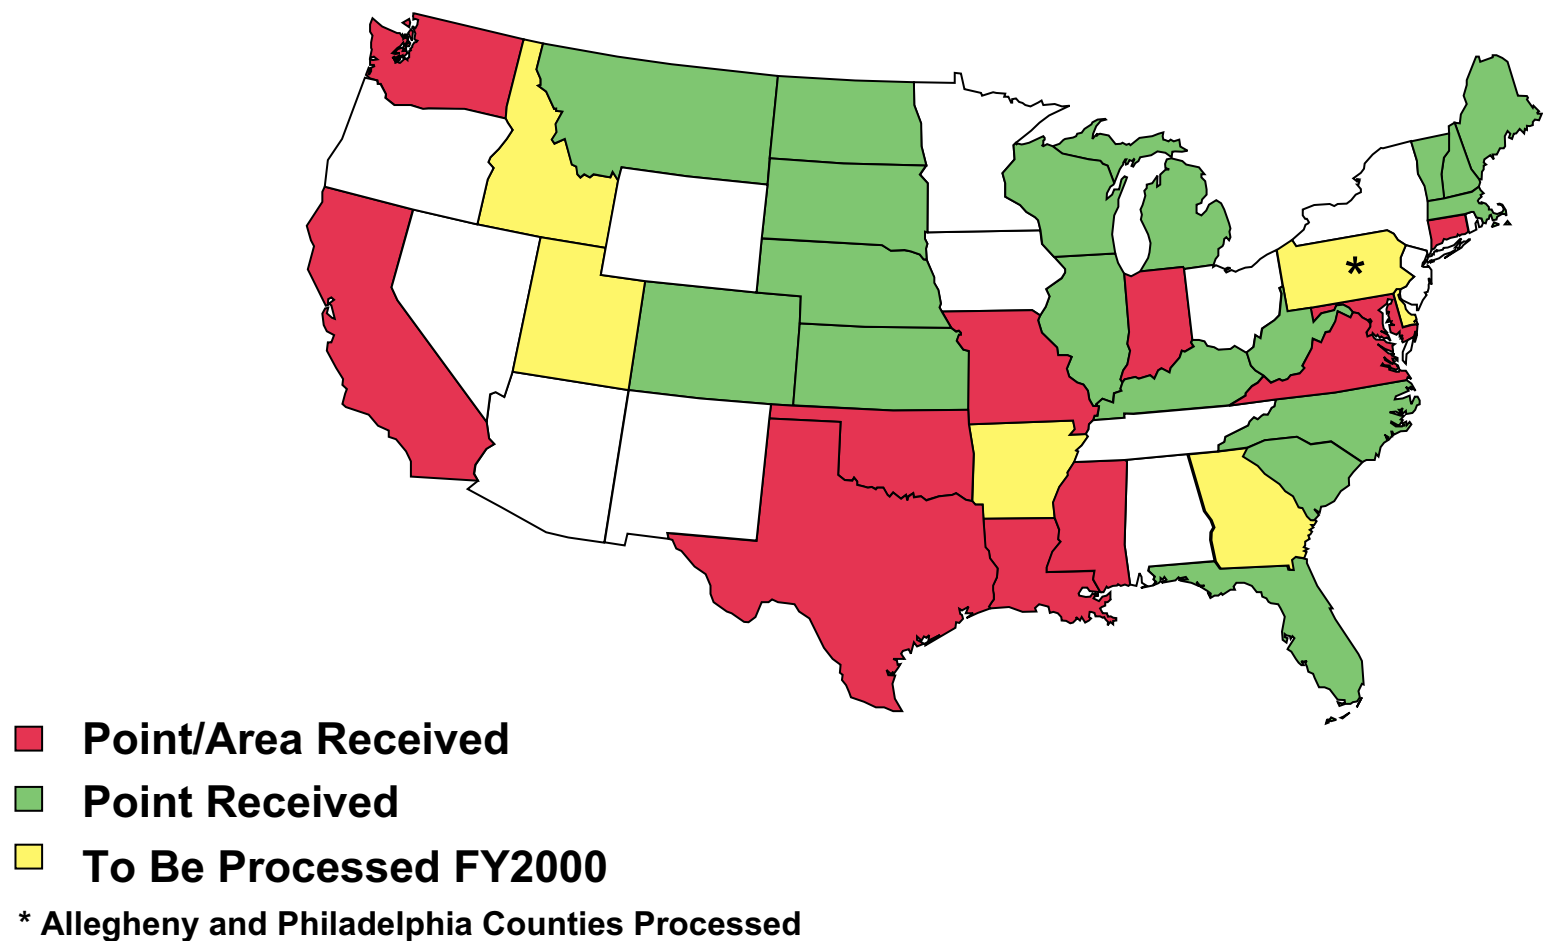 *
Point/Area Received
Point Received
To Be Processed FY2000
* Allegheny and Philadelphia Counties Processed